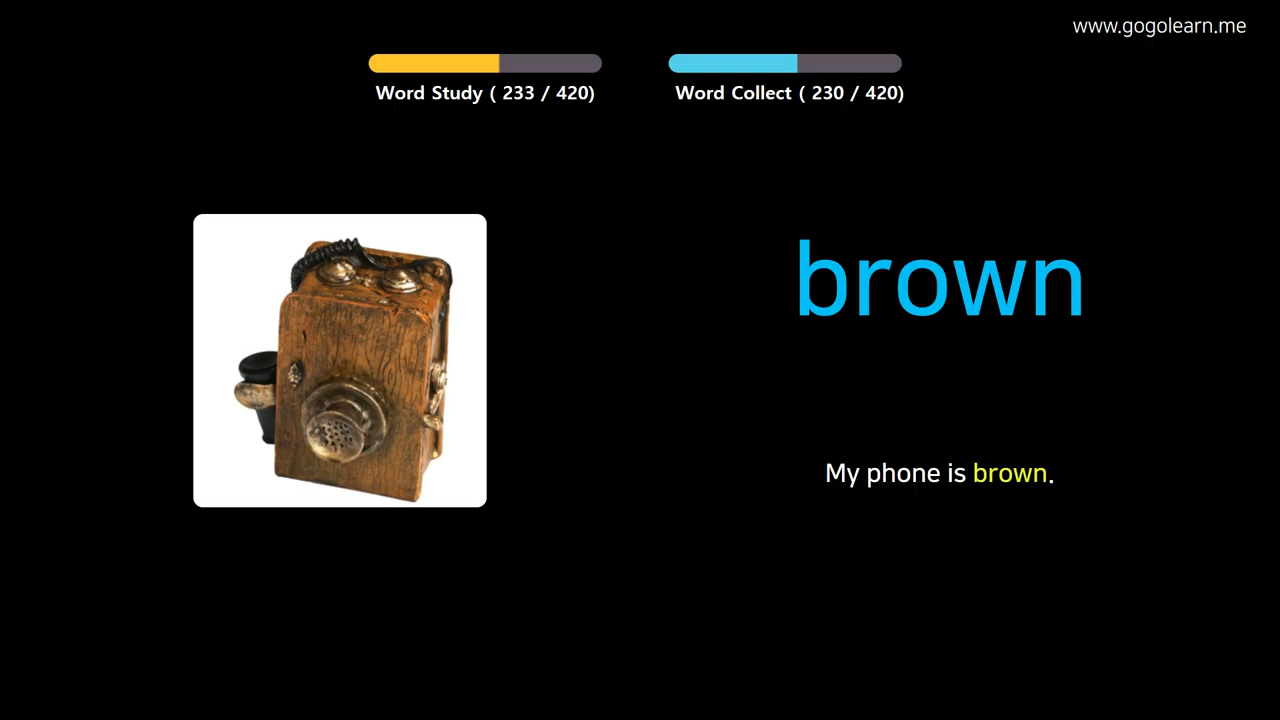 www.gogolearn.me
Word Study ( 233 / 420)
Word Collect ( 230 / 420)
brown
My phone is brown.